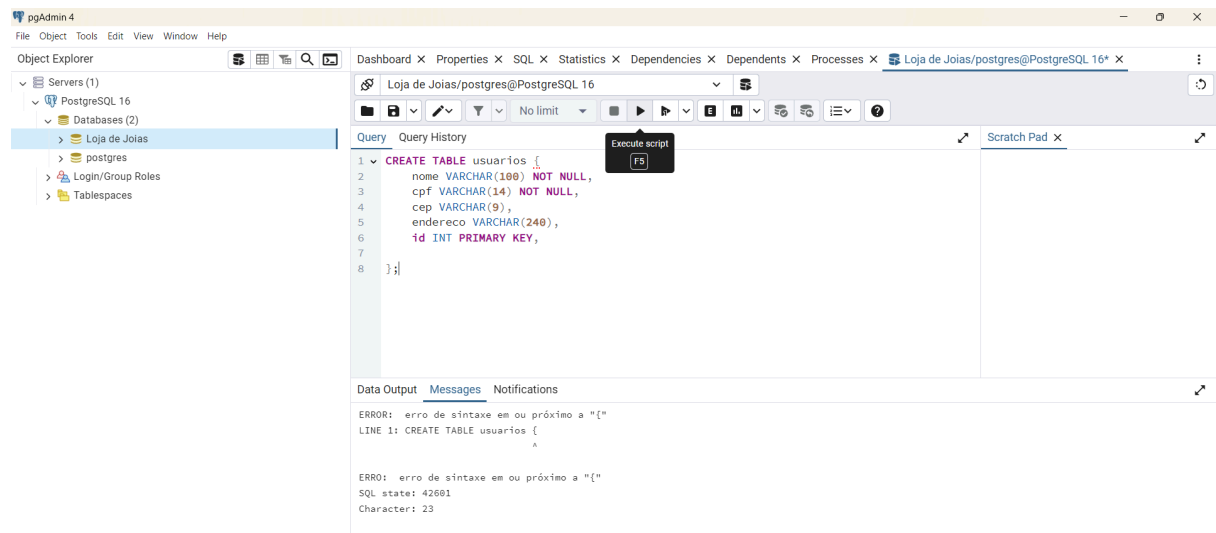 pgAdmin 4
File Object Tools Edit View Window Help
Object Explorer
Dashboard Properties SQL Statistics Dependencies Dependents Processes Loja de Joias/postgres@PostgreSQL 16*
Servers (1)
PostgreSQL 16
Databases (2)
Loja de Joias
postgres
Login/Group Roles
Tablespaces
Loja de Joias/postgres@PostgreSQL 16
No limit
Query Query History
Execute script
F5
Scratch Pad
1 CREATE TABLE usuarios {
2 nome VARCHAR(100) NOT NULL,
3 cpf VARCHAR(14) NOT NULL,
4 cep VARCHAR(9),
5 endereco VARCHAR(240),
6 id INT PRIMARY KEY,
7
8 };
Data Output Messages Notifications
ERROR: erro de sintaxe em ou próximo a "{"
LINE 1: CREATE TABLE usuarios {
^
ERRO: erro de sintaxe em ou próximo a "{"
SQL state: 42601
Character: 23